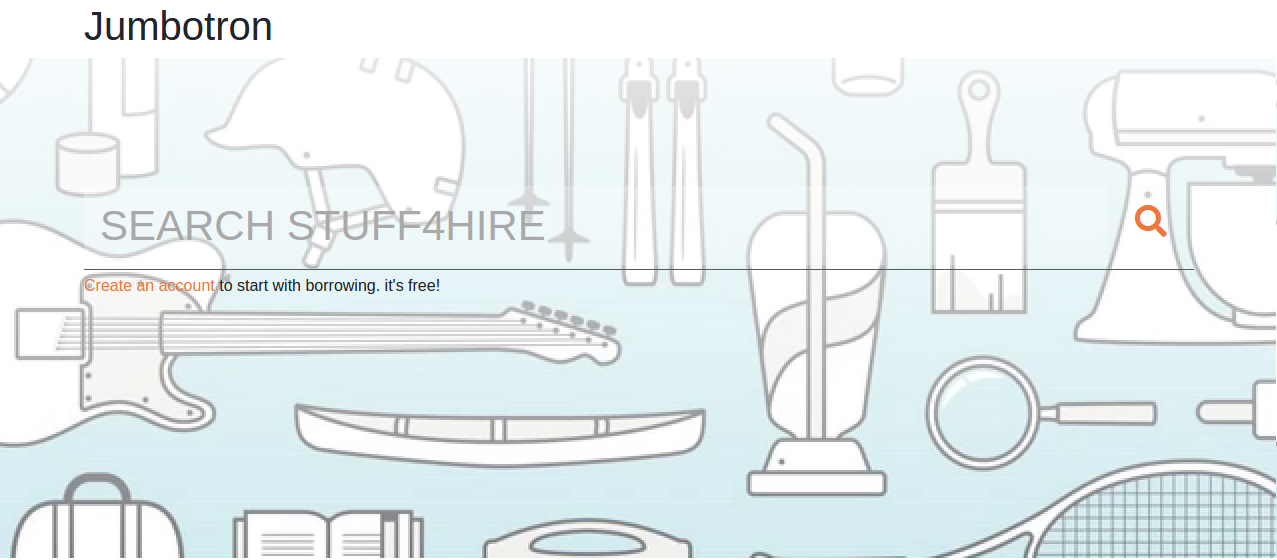 Jumbotron
SEARCH STUFF4HIRE
Create an account to start with borrowing. it's free!